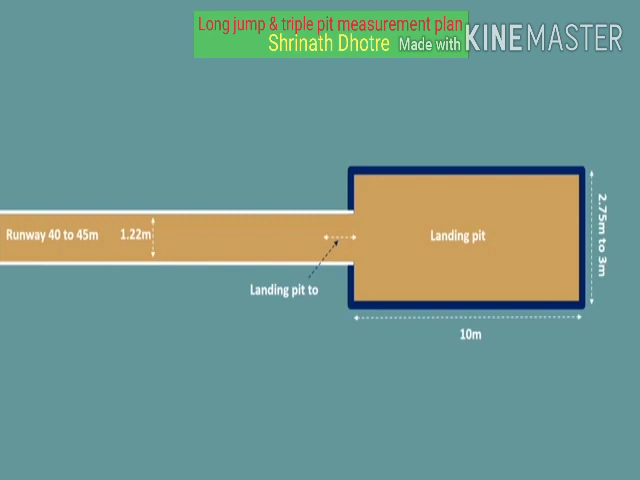 Long jump & triple pit measurement plan
Shrinath Dhotre
Made with KINEMASTER
Runway 40 to 45m
1.22m
Landing pit
2.75m to 3m
Landing pit to
10m